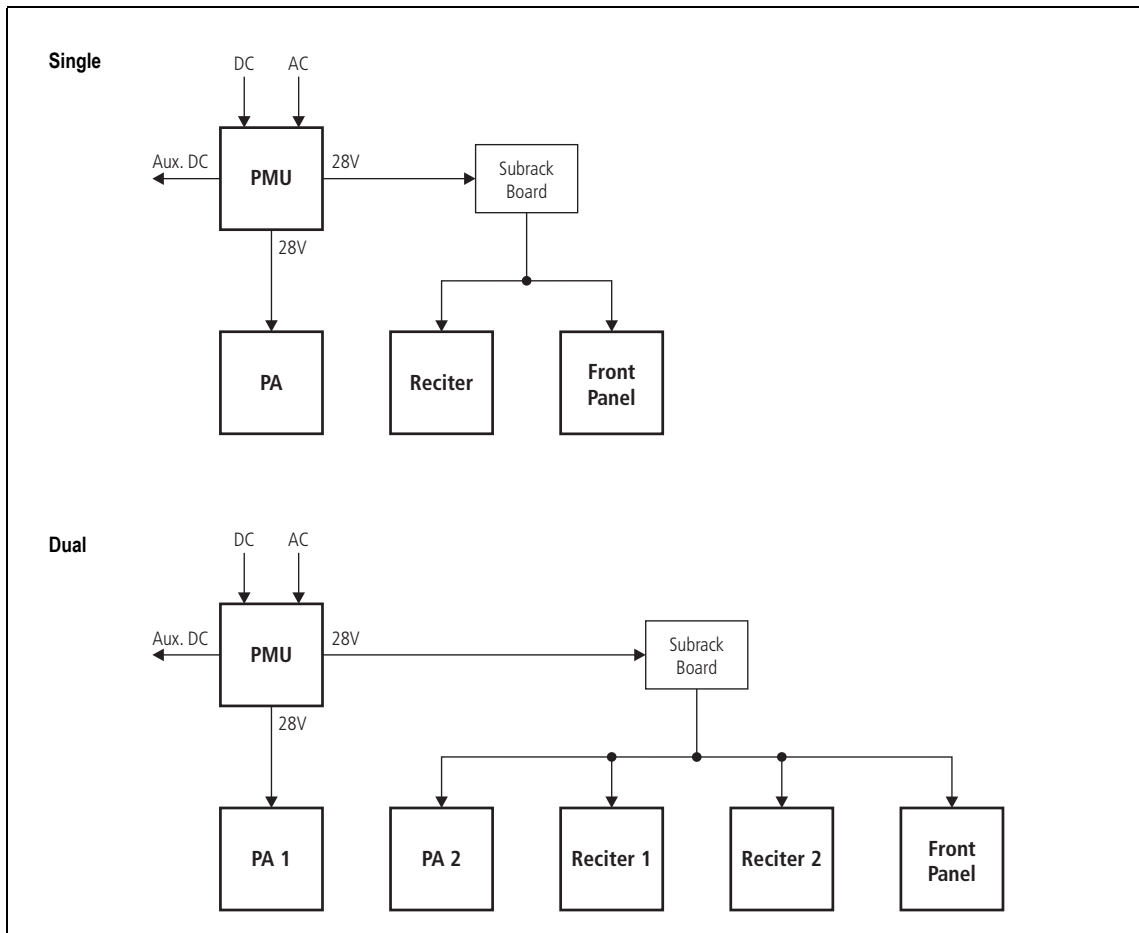 Single
DC AC
Aux. DC
PMU
28V
Subrack
Board
28V
PA
Reciter
Front
Panel
Dual
DC AC
Aux. DC
PMU
28V
Subrack
Board
28V
PA 1
PA 2
Reciter 1
Reciter 2
Front
Panel